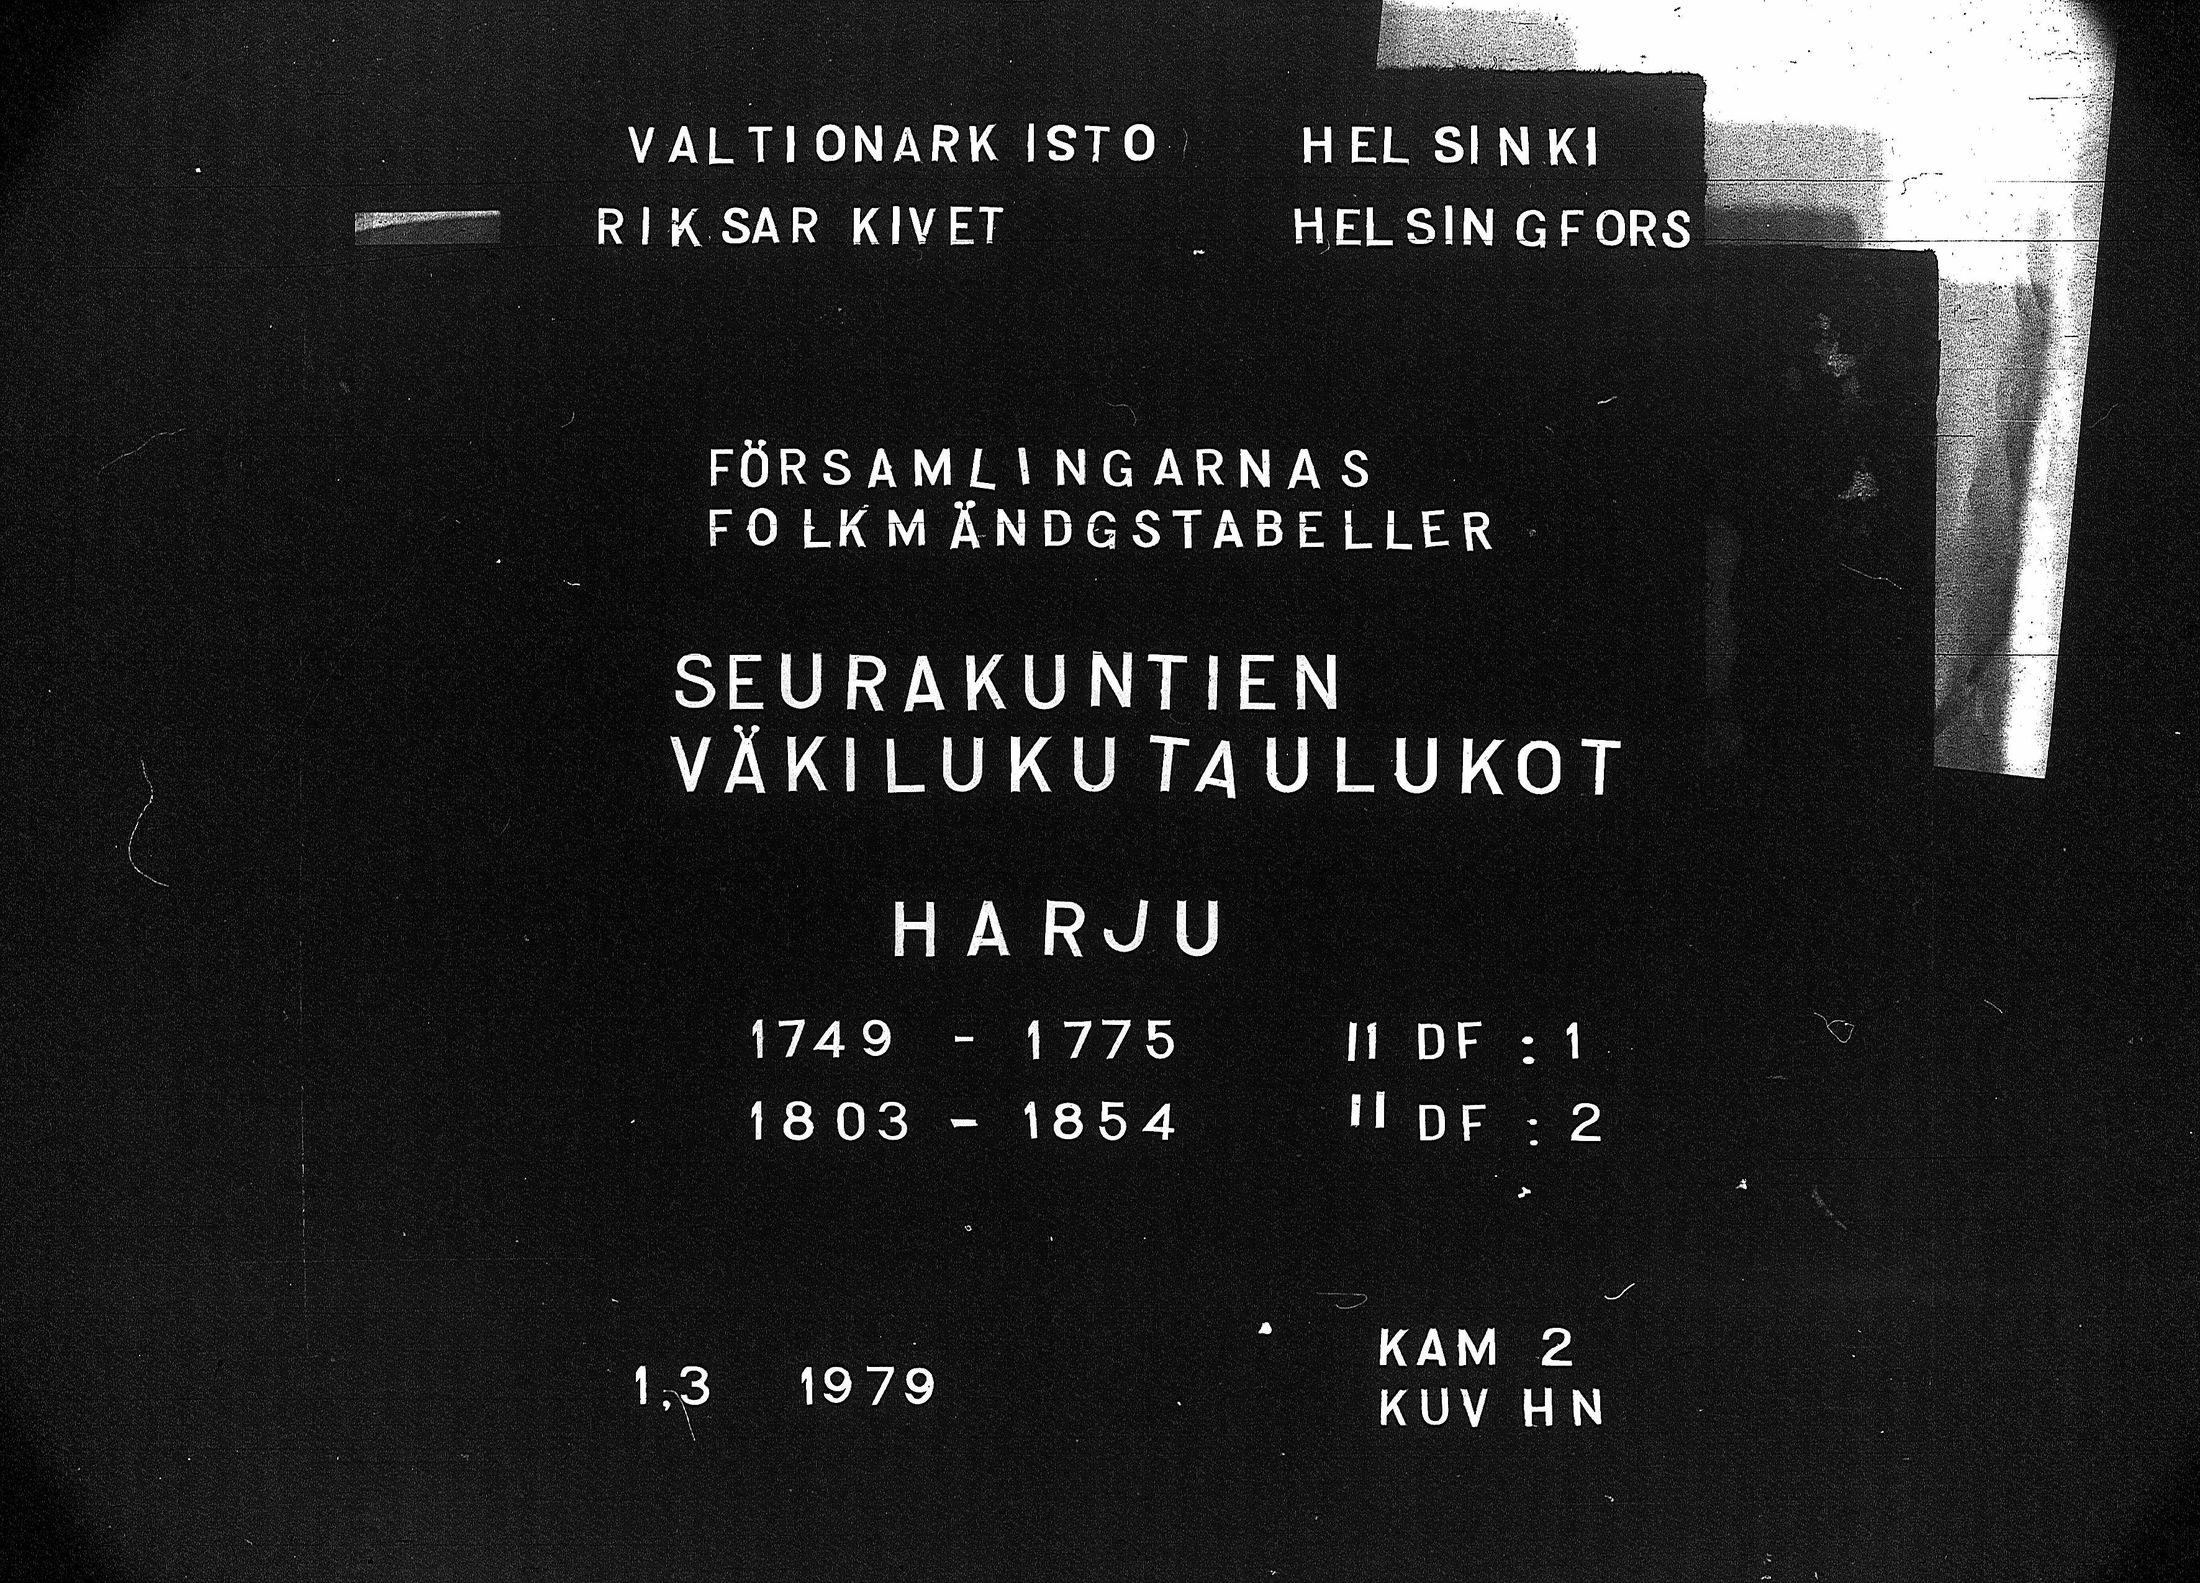 VALTIONARKISTO HELSINKI
RIKSARKIVET HELSINGFORS
FÖRSAMLINGARNAS
FOLKMÄNDGSTABELLER
SEURAKUNTIEN
VÄKILUKUTAULUKOT
HARJU
1749 - 1775 II DF : 1
1803 - 1854 II DF : 2
KAM 2
1,3 1979
KUV HN